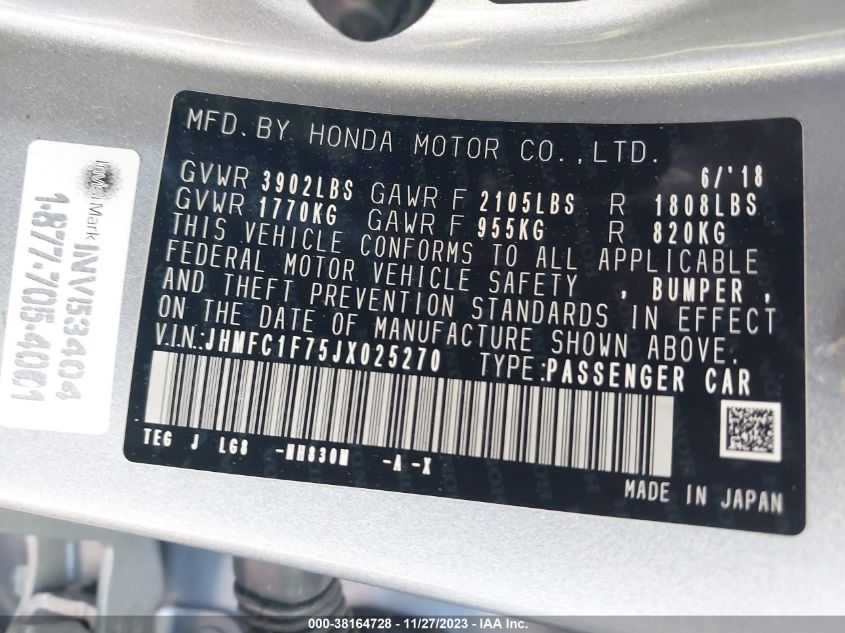 MFD. BY HONDA MOTOR CO., LTD.
6/'18
GVWR 3902LBS GAWR F 2105LBS R 1808LBS
GVWR 1770KG GAWR F 955KG R 820KG
THIS VEHICLE CONFORMS TO ALL APPLICABLE
FEDERAL MOTOR VEHICLE SAFETY , BUMPER ,
AND THEFT PREVENTION STANDARDS IN EFFECT
ON THE DATE OF MANUFACTURE SHOWN ABOVE.
V.I.N.:JHMFC1F75JX025270 TYPE:PASSENGER CAR
TEG J LG8 -NH830M -A -X
MADE IN JAPAN
InVisiMark INVI53404
1-877-705-4001
000-38164728 - 11/27/2023 - IAA Inc.